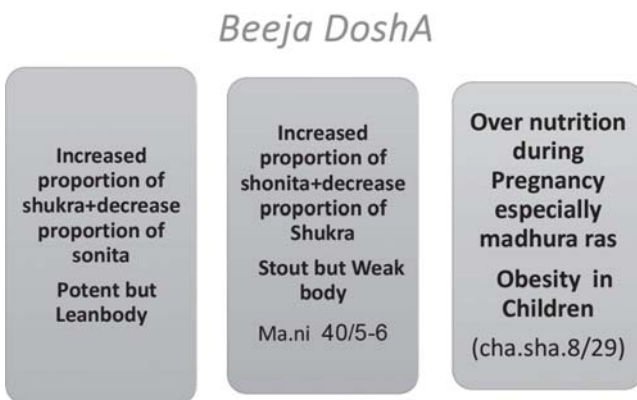 Beeja DoshA
Increased
proportion of
shukra+decrease
proportion of
sonita
Potent but
Leanbody
Increased
proportion of
shonita+decrease
proportion of
Shukra
Stout but Weak
body
Ma.ni 40/5-6
Over nutrition
during
Pregnancy
especially
madhura ras
Obesity in
Children
(cha.sha.8/29)